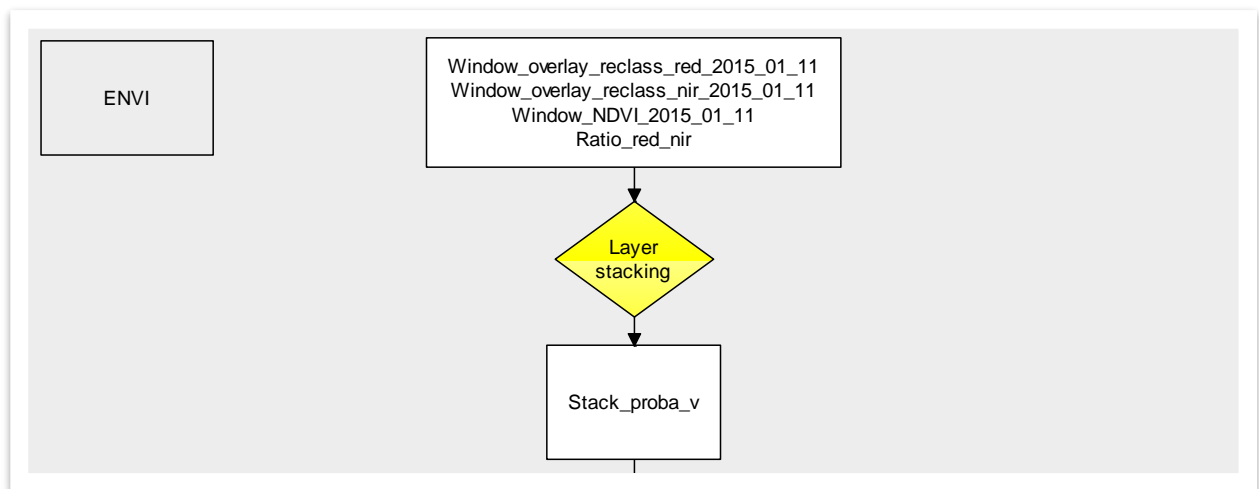 ENVI
Window_overlay_reclass_red_2015_01_11
Window_overlay_reclass_nir_2015_01_11
Window_NDVI_2015_01_11
Ratio_red_nir
Layer
stacking
Stack_proba_v